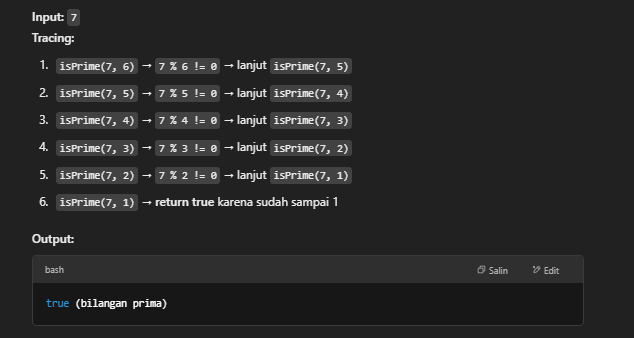 Input: 7
Tracing:
1. isPrime(7, 6) → 7 % 6 != 0 → lanjut isPrime(7, 5)
2. isPrime(7, 5) → 7 % 5 != 0 → lanjut isPrime(7, 4)
3. isPrime(7, 4) → 7 % 4 != 0 → lanjut isPrime(7, 3)
4. isPrime(7, 3) → 7 % 3 != 0 → lanjut isPrime(7, 2)
5. isPrime(7, 2) → 7 % 2 != 0 → lanjut isPrime(7, 1)
6. isPrime(7, 1) → return true karena sudah sampai 1
Output:
bash Salin Edit
true (bilangan prima)